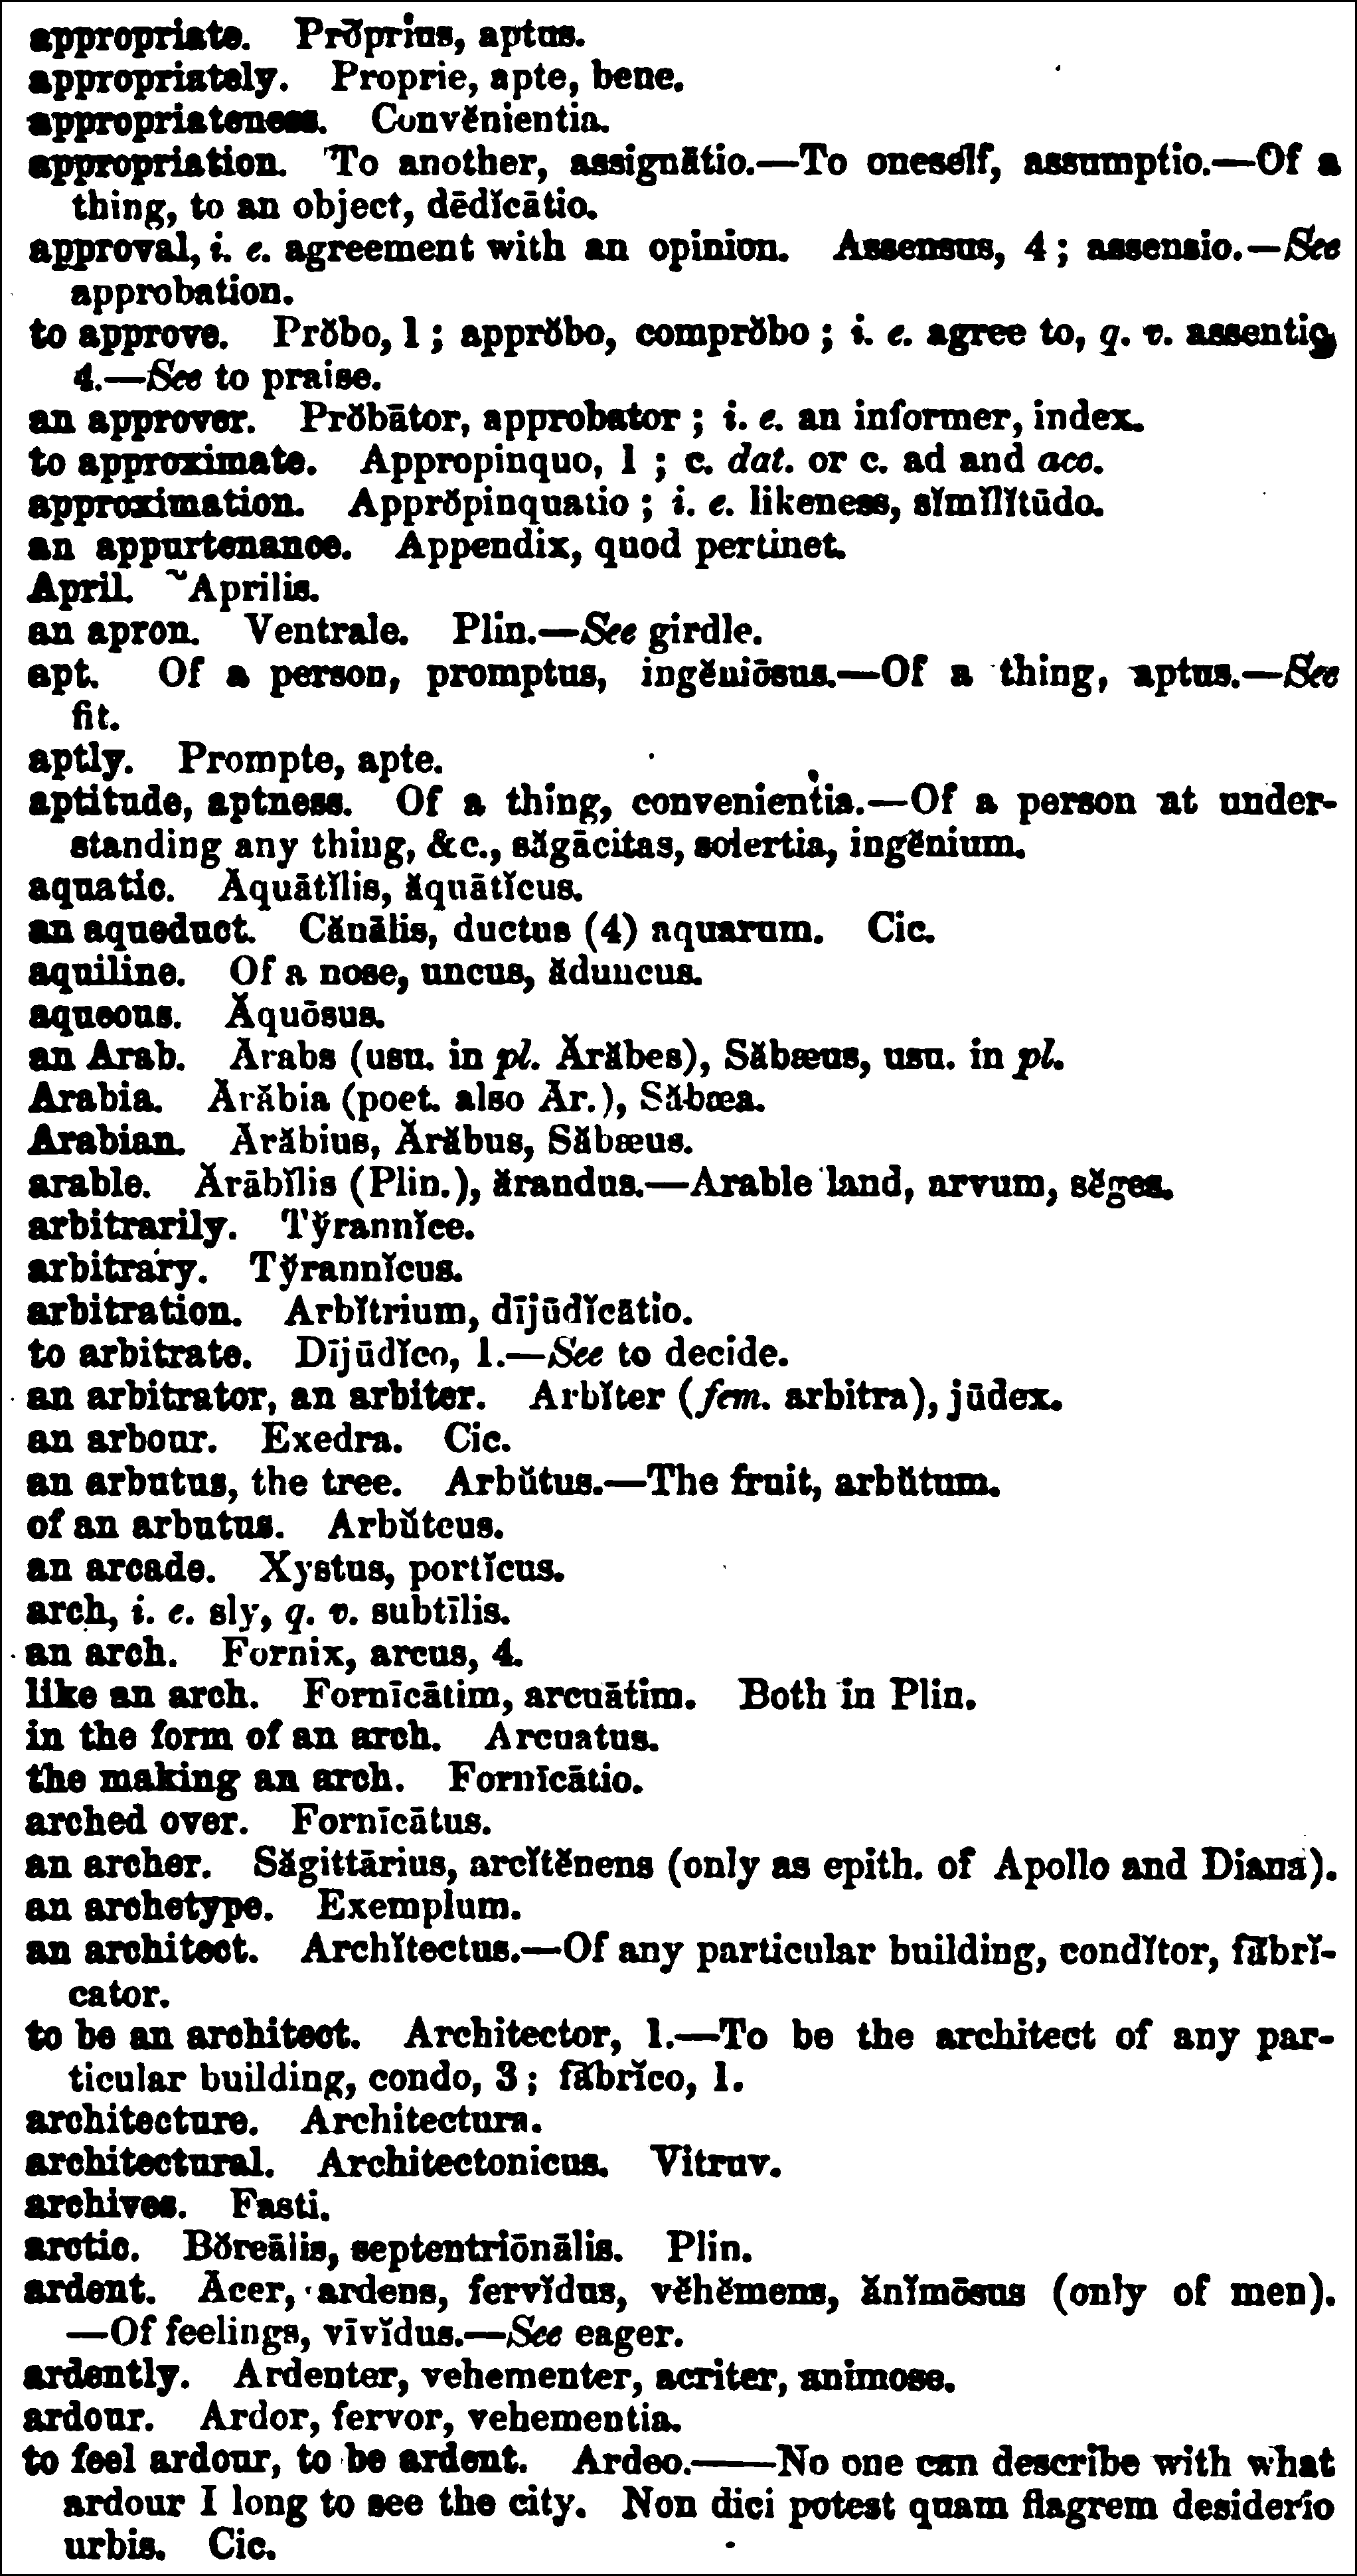 appropriate. Prŏ̄prius, aptus.
appropriately. Proprie, apte, bene.
appropriateness. Convĕnientia.
appropriation. To another, assignātio.—To oneself, assumptio.—Of a
thing, to an object, dēdĭcātio.
approval, i. e. agreement with an opinion. Assensus, 4; assensio.—See
approbation.
to approve. Prŏbo, 1; apprŏbo, comprŏbo; i. e. agree to, q. v. assentio,
4.—See to praise.
an approver. Prŏbātor, approbator; i. e. an informer, index.
to approximate. Appropinquo, 1; c. dat. or c. ad and acc.
approximation. Apprŏpinquatio; i. e. likeness, sĭmĭlĭtūdo.
an appurtenance. Appendix, quod pertinet.
April. ~Aprilis.
an apron. Ventrale. Plin.—See girdle.
apt. Of a person, promptus, ingĕniōsus.—Of a thing, aptus.—See
fit.
aptly. Prompte, apte.
aptitude, aptness. Of a thing, convenientia.—Of a person at under-
standing any thing, &c., săgācitas, solertia, ingĕnium.
aquatic. Ăquātĭlis, ăquātĭcus.
an aqueduct. Cănālis, ductus (4) aquarum. Cic.
aquiline. Of a nose, uncus, ăduncus.
aqueous. Ăquōsus.
an Arab. Ărabs (usu. in pl. Ărăbes), Săbæus, usu. in pl.
Arabia. Ărăbia (poet. also Ār.), Săbæa.
Arabian. Ărăbius, Ărăbus, Săbæus.
arable. Ărābĭlis (Plin.), ărandus.—Arable land, arvum, sĕges.
arbitrarily. Ty̆rannĭce.
arbitrary. Ty̆rannĭcus.
arbitration. Arbĭtrium, dījūdĭcātio.
to arbitrate. Dījūdĭco, 1.—See to decide.
an arbitrator, an arbiter. Arbĭter (fem. arbitra), jūdex.
an arbour. Exedra. Cic.
an arbutus, the tree. Arbŭtus.—The fruit, arbŭtum.
of an arbutus. Arbŭteus.
an arcade. Xystus, portĭcus.
arch, i. e. sly, q. v. subtīlis.
an arch. Fornix, arcus, 4.
like an arch. Fornīcātim, arcuātim. Both in Plin.
in the form of an arch. Arcuatus.
the making an arch. Fornīcātio.
arched over. Fornīcātus.
an archer. Săgittārius, arcĭtĕnens (only as epith. of Apollo and Diana).
an archetype. Exemplum.
an architect. Archĭtectus.—Of any particular building, condĭtor, făbrĭ-
cator.
to be an architect. Architector, 1.—To be the architect of any par-
ticular building, condo, 3; făbrĭco, 1.
architecture. Architectura.
architectural. Architectonicus. Vitruv.
archives. Fasti.
arctic. Bŏreālis, septentriōnālis. Plin.
ardent. Ācer, ardens, fervĭdus, vĕhĕmens, ănĭmōsus (only of men).
—Of feelings, vīvĭdus.—See eager.
ardently. Ardenter, vehementer, acriter, animose.
ardour. Ardor, fervor, vehementia.
to feel ardour, to be ardent. Ardeo.——No one can describe with what
ardour I long to see the city. Non dici potest quam flagrem desiderio
urbis. Cic.